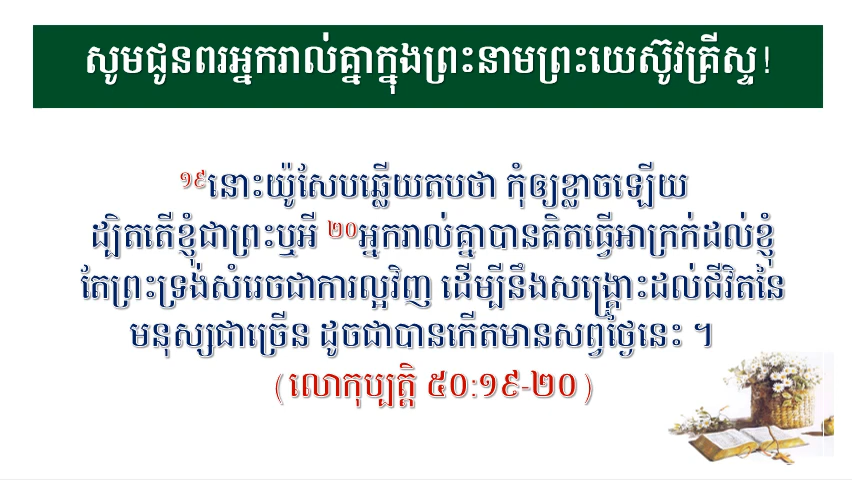 សូមជូនពរអ្នករាល់គ្នាក្នុងព្រះនាមព្រះយេស៊ូវគ្រីស្ទ!
១៩នោះយ៉ូសែបឆ្លើយតបថា កុំឲ្យខ្លាចឡើយ
ដ្បិតតើខ្ញុំជាព្រះឬអី ២០អ្នករាល់គ្នាបានគិតធ្វើអាក្រក់ដល់ខ្ញុំ
តែព្រះទ្រង់សំរេចជាការល្អវិញ ដើម្បីនឹងសង្គ្រោះដល់ជីវិតនៃ
មនុស្សជាច្រើន ដូចជាបានកើតមានសព្វថ្ងៃនេះ ។
(លោកុប្បត្តិ ៥០:១៩-២០)